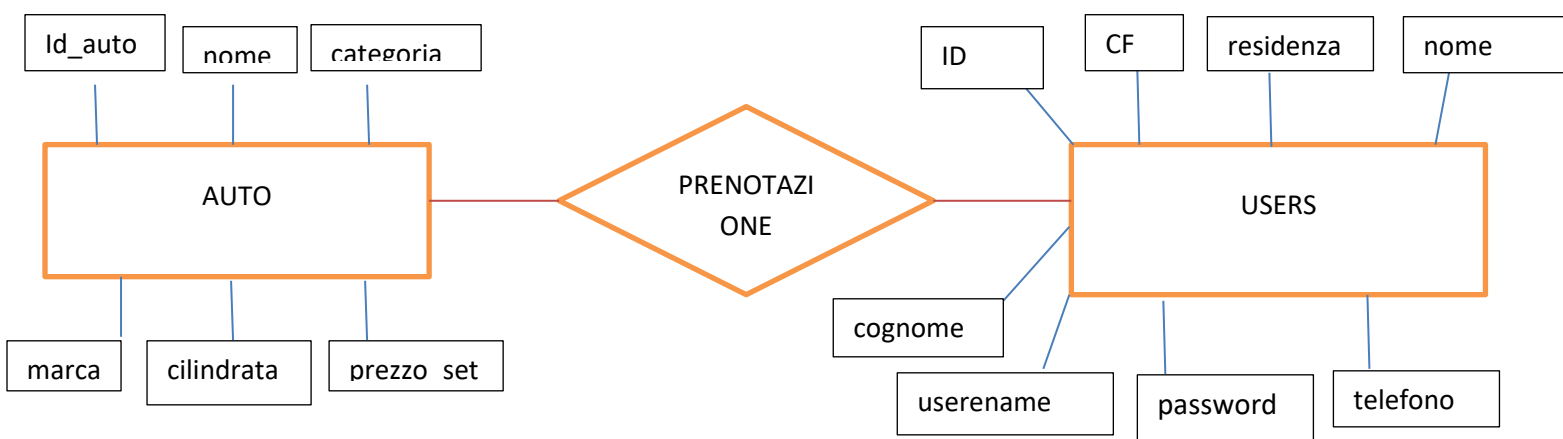 Id_auto
nome
categoria
ID
CF
residenza
nome
AUTO
PRENOTAZI
ONE
USERS
cognome
marca
cilindrata
prezzo_set
userename
password
telefono